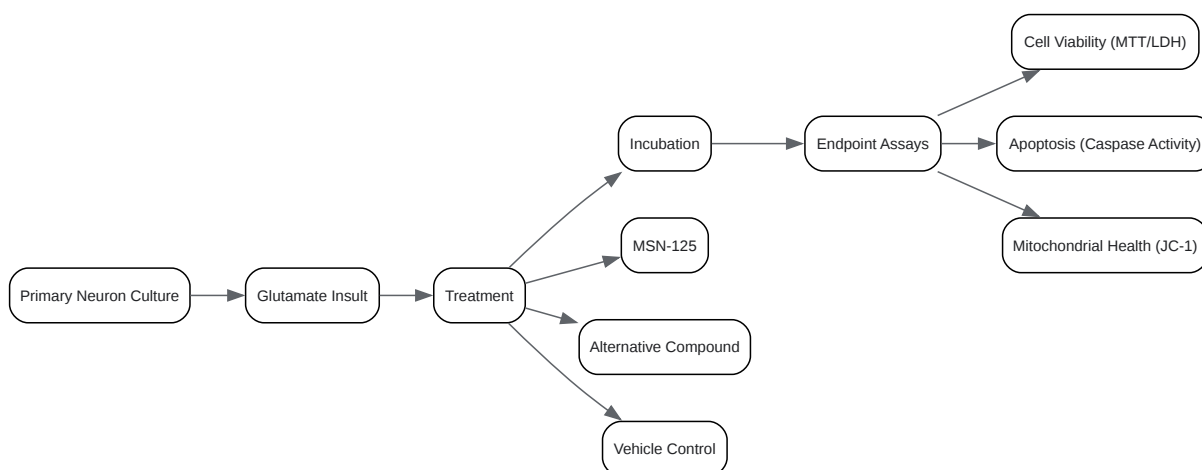 Cell Viability (MTT/LDH)
Incubation
Endpoint Assays
Apoptosis (Caspase Activity)
MSN-125
Mitochondrial Health (JC-1)
Primary Neuron Culture
Glutamate Insult
Treatment
Alternative Compound
Vehicle Control